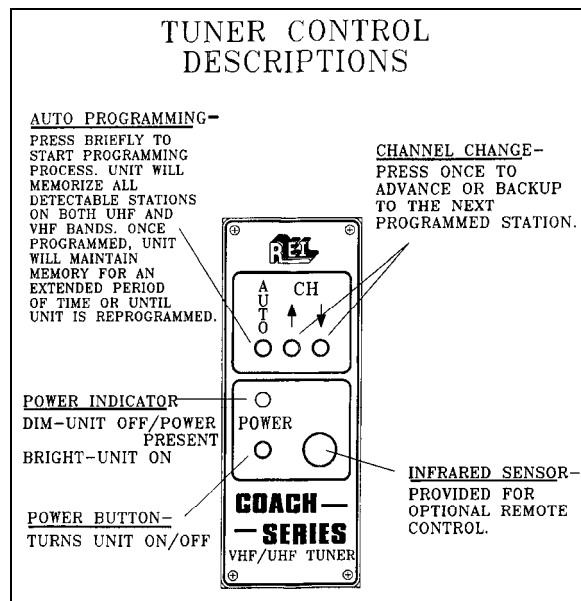 TUNER CONTROL
DESCRIPTIONS
AUTO PROGRAMMING—
PRESS BRIEFLY TO
START PROGRAMMING
PROCESS. UNIT WILL
MEMORIZE ALL
DETECTABLE STATIONS
ON BOTH UHF AND
VHF BANDS. ONCE
PROGRAMMED, UNIT
WILL MAINTAIN
MEMORY FOR AN
EXTENDED PERIOD
OF TIME OR UNTIL
UNIT IS REPROGRAMMED.
CHANNEL CHANGE—
PRESS ONCE TO
ADVANCE OR BACKUP
TO THE NEXT
PROGRAMMED STATION.
REI
AUTO
CH
POWER INDICATOR
DIM-UNIT OFF/POWER
PRESENT
BRIGHT-UNIT ON
POWER
POWER BUTTON—
TURNS UNIT ON/OFF
INFRARED SENSOR—
PROVIDED FOR
OPTIONAL REMOTE
CONTROL.
COACH—
—SERIES
VHF/UHF TUNER